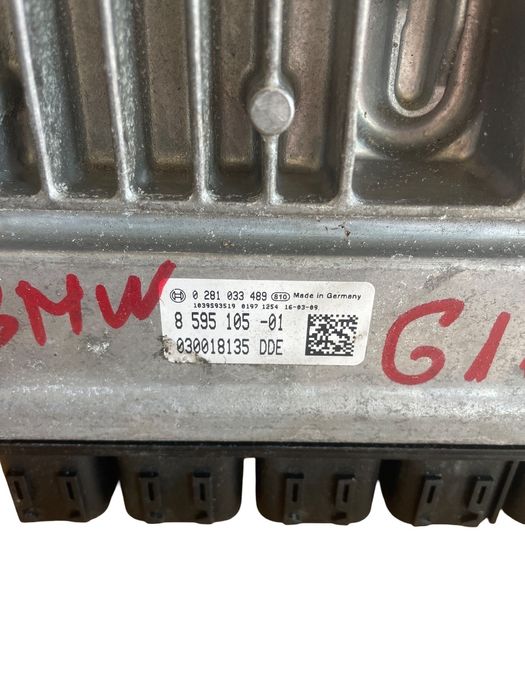 0 281 033 489 810 Made in Germany
1039S93519 0197 1254 16-03-09
BMW 8 595 105 -01
030018135 DDE